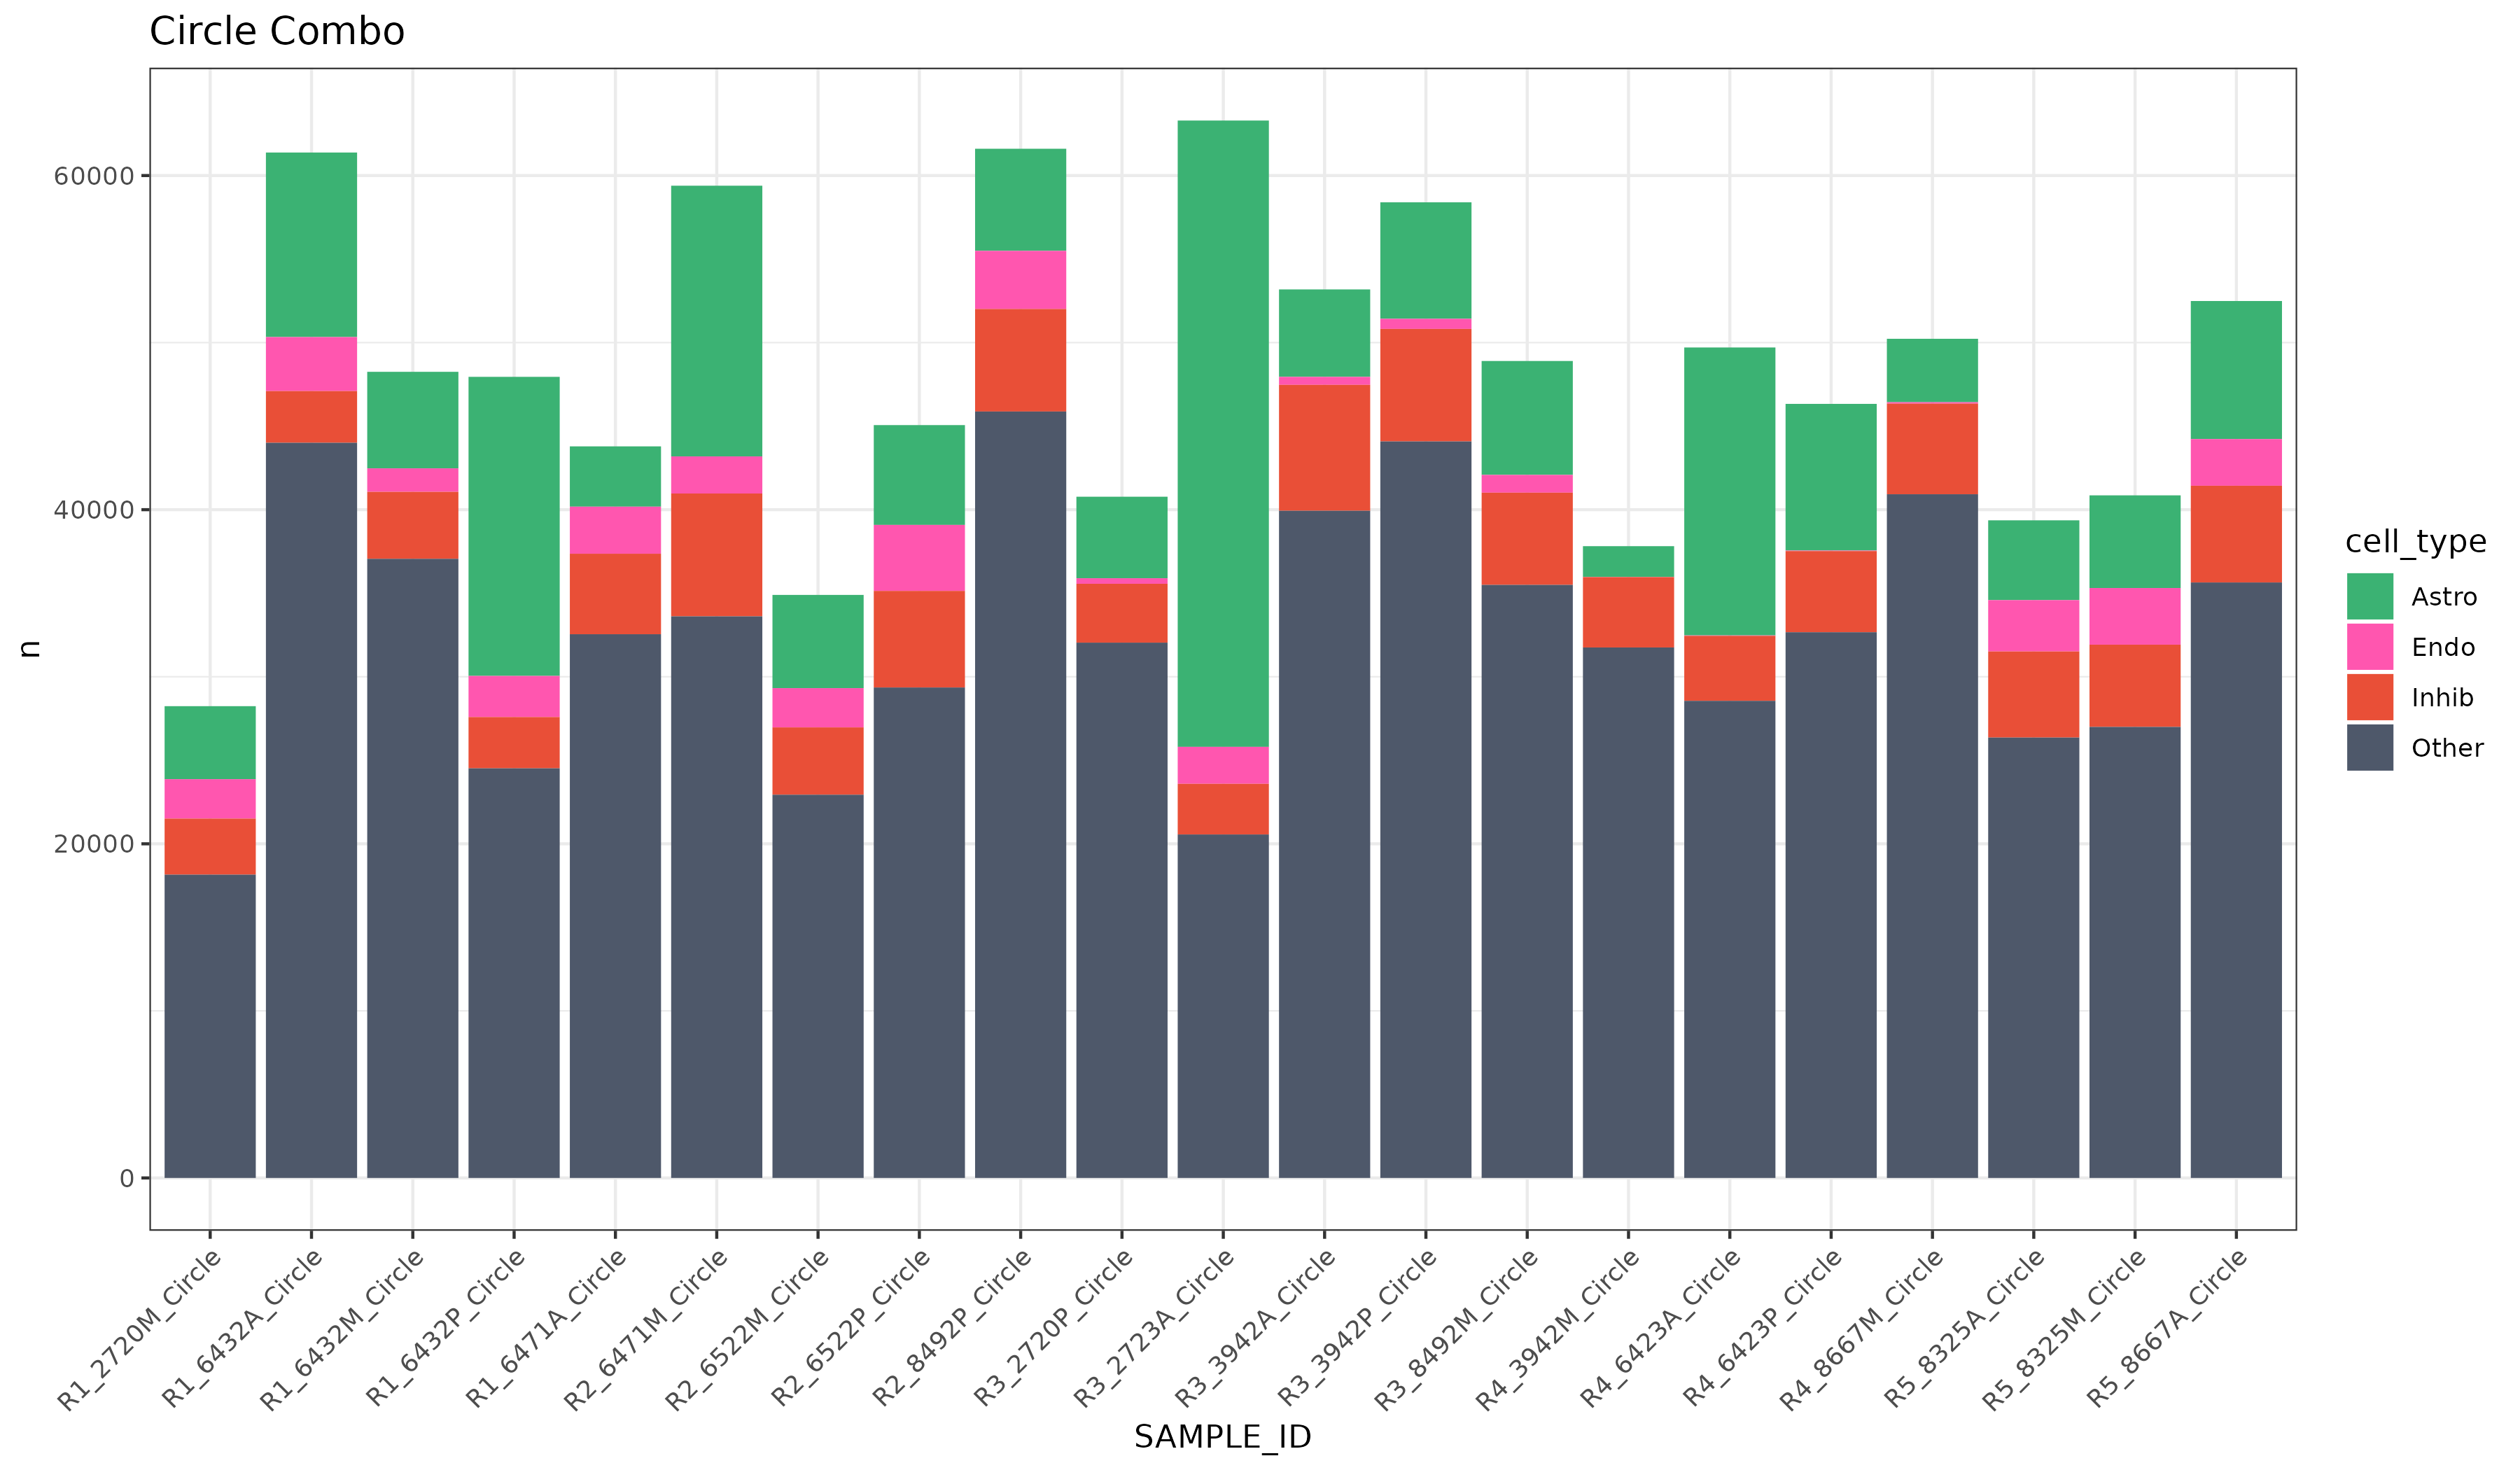 Circle Combo
n
60000
40000
20000
0
R1_2720M_Circle
R1_6432A_Circle
R1_6432M_Circle
R1_6432P_Circle
R1_6471A_Circle
R2_6471M_Circle
R2_6522M_Circle
R2_6522P_Circle
R2_8492P_Circle
R3_2720P_Circle
R3_2723A_Circle
R3_3942A_Circle
R3_3942P_Circle
R3_8492M_Circle
R4_3942M_Circle
R4_6423A_Circle
R4_6423P_Circle
R4_8667M_Circle
R5_8325A_Circle
R5_8325M_Circle
R5_8667A_Circle
SAMPLE_ID
cell_type
Astro
Endo
Inhib
Other